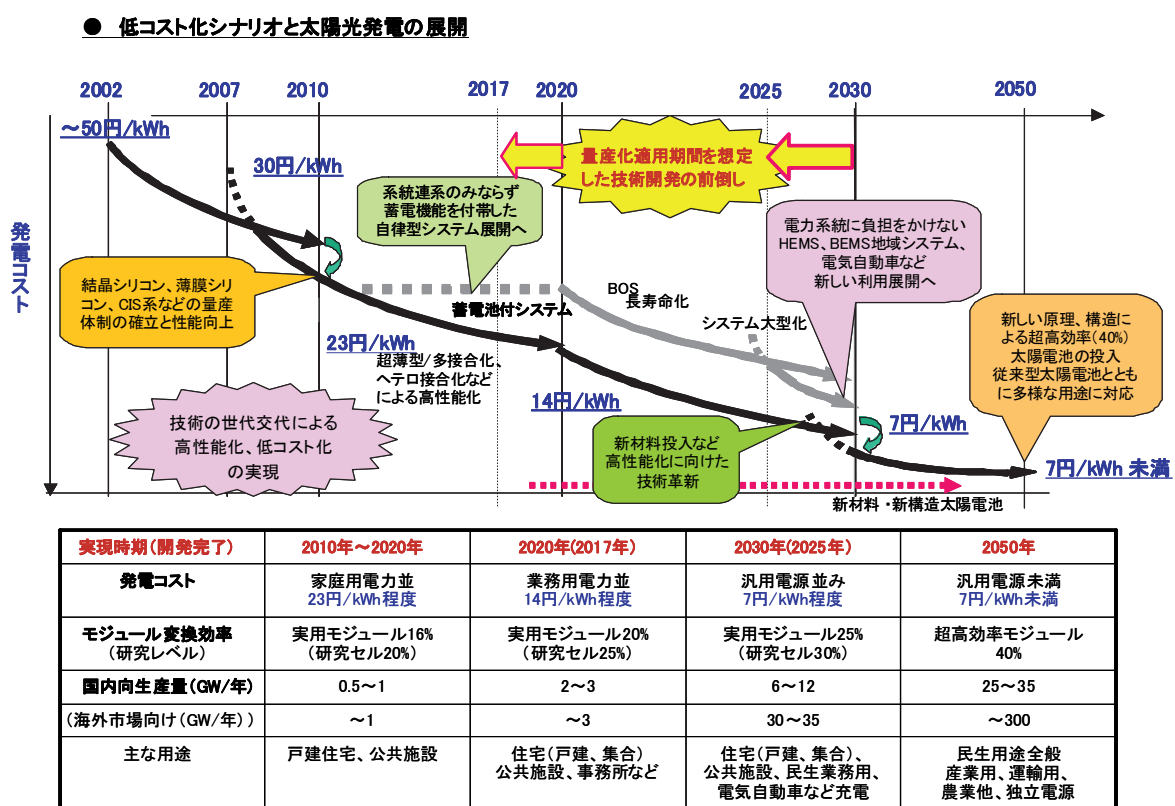 ● 低コスト化シナリオと太陽光発電の展開
2002 2007 2010 2017 2020 2025 2030 2050
～50円/kWh
30円/kWh
量産化適用期間を想定
した技術開発の前倒し
系統連系のみならず
蓄電機能を付帯した
自律型システム展開へ
電力系統に負担をかけない
HEMS、BEMS地域システム、
電気自動車など
新しい利用展開へ
発電コスト
結晶シリコン、薄膜シリ
コン、CIS系などの量産
体制の確立と性能向上
BOS
長寿命化
蓄電池付システム
システム大型化
新しい原理、構造に
よる超高効率(40%)
太陽電池の投入
従来型太陽電池ととも
に多様な用途に対応
23円/kWh
超薄型/多接合化、
ヘテロ接合化など
による高性能化
14円/kWh
7円/kWh
技術の世代交代による
高性能化、低コスト化
の実現
新材料投入など
高性能化に向けた
技術革新
7円/kWh 未満
新材料・新構造太陽電池
実現時期(開発完了) 2010年～2020年 2020年(2017年) 2030年(2025年) 2050年
発電コスト 家庭用電力並 業務用電力並 汎用電源並み 汎用電源未満
23円/kWh程度 14円/kWh程度 7円/kWh程度 7円/kWh未満
モジュール変換効率 実用モジュール16% 実用モジュール20% 実用モジュール25% 超高効率モジュール
(研究レベル) (研究セル20%) (研究セル25%) (研究セル30%) 40%
国内向生産量(GW/年) 0.5～1 2～3 6～12 25～35
(海外市場向け(GW/年)) ～1 ～3 30～35 ～300
主な用途 戸建住宅、公共施設 住宅(戸建、集合) 住宅(戸建、集合)、 民生用途全般
公共施設、事務所など 公共施設、民生業務用、 産業用、運輸用、
電気自動車など充電 農業他、独立電源